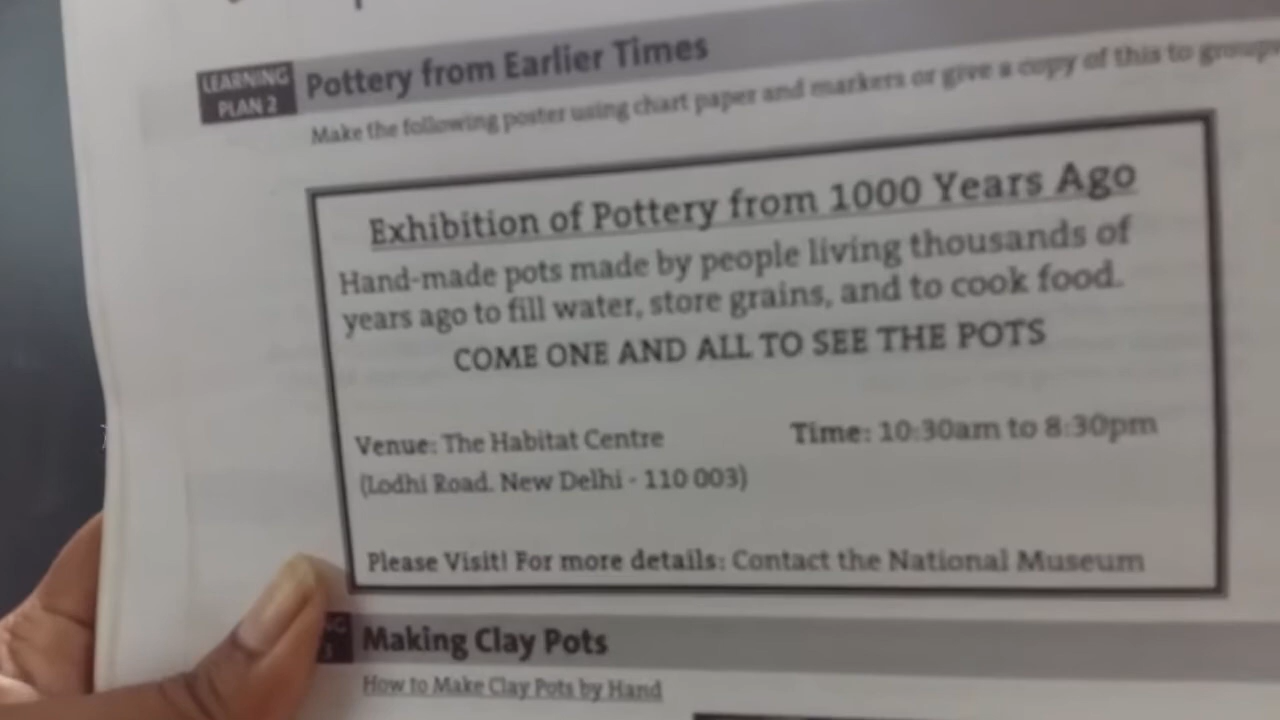 LEARNING
PLAN 2
Pottery from Earlier Times
Make the following poster using chart paper and markers or give a copy of this to groups
Exhibition of Pottery from 1000 Years Ago
Hand-made pots made by people living thousands of
years ago to fill water, store grains, and to cook food.
COME ONE AND ALL TO SEE THE POTS
Venue: The Habitat Centre
Time: 10:30am to 8:30pm
(Lodhi Road. New Delhi - 110 003)
Please Visit! For more details: Contact the National Museum
Making Clay Pots
How to Make Clay Pots by Hand